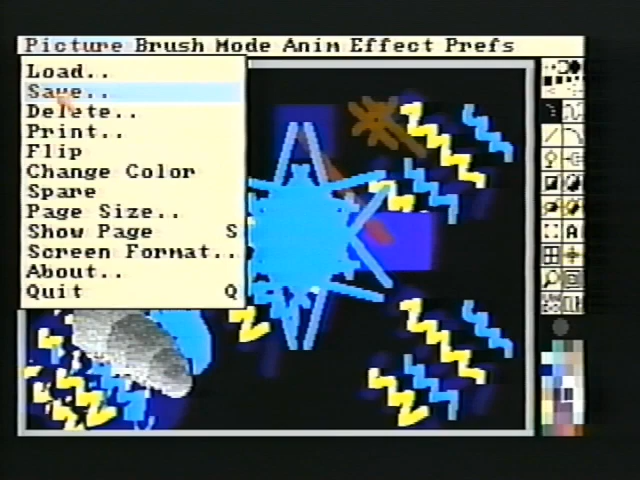 Picture Brush Mode Anim Effect Prefs
Load..
Save..
Delete..
Print..
Flip
Change Color
Spare
Page Size..
Show Page S
Screen Format..
About..
Quit Q
A